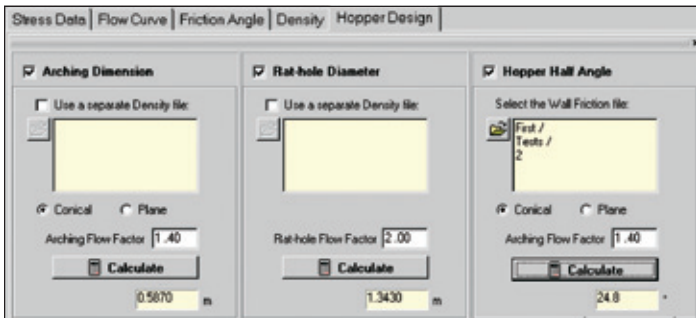 Stress Data Flow Curve Friction Angle Density Hopper Design
Arching Dimension
Use a separate Density file:
Conical Plane
Arching Flow Factor 1.40
Calculate
0.5870 m
Rat-hole Diameter
Use a separate Density file:
Rat-hole Flow Factor 2.00
Calculate
1.3430 m
Hopper Half Angle
Select the Wall Friction file:
First /
Tests /
2
Conical Plane
Arching Flow Factor 1.40
Calculate
24.8 °